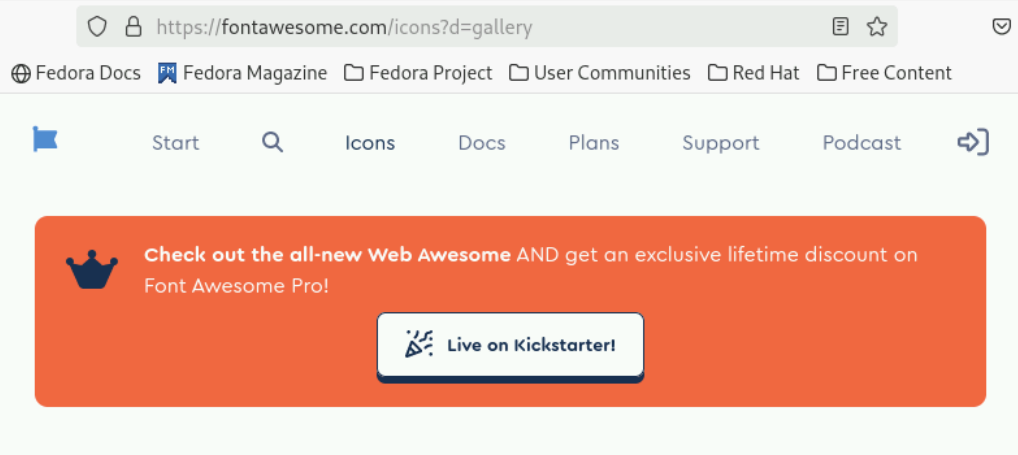 https://fontawesome.com/icons?d=gallery
Fedora Docs FM Fedora Magazine Fedora Project User Communities Red Hat Free Content
Start Icons Docs Plans Support Podcast
Check out the all-new Web Awesome AND get an exclusive lifetime discount on
Font Awesome Pro!
Live on Kickstarter!